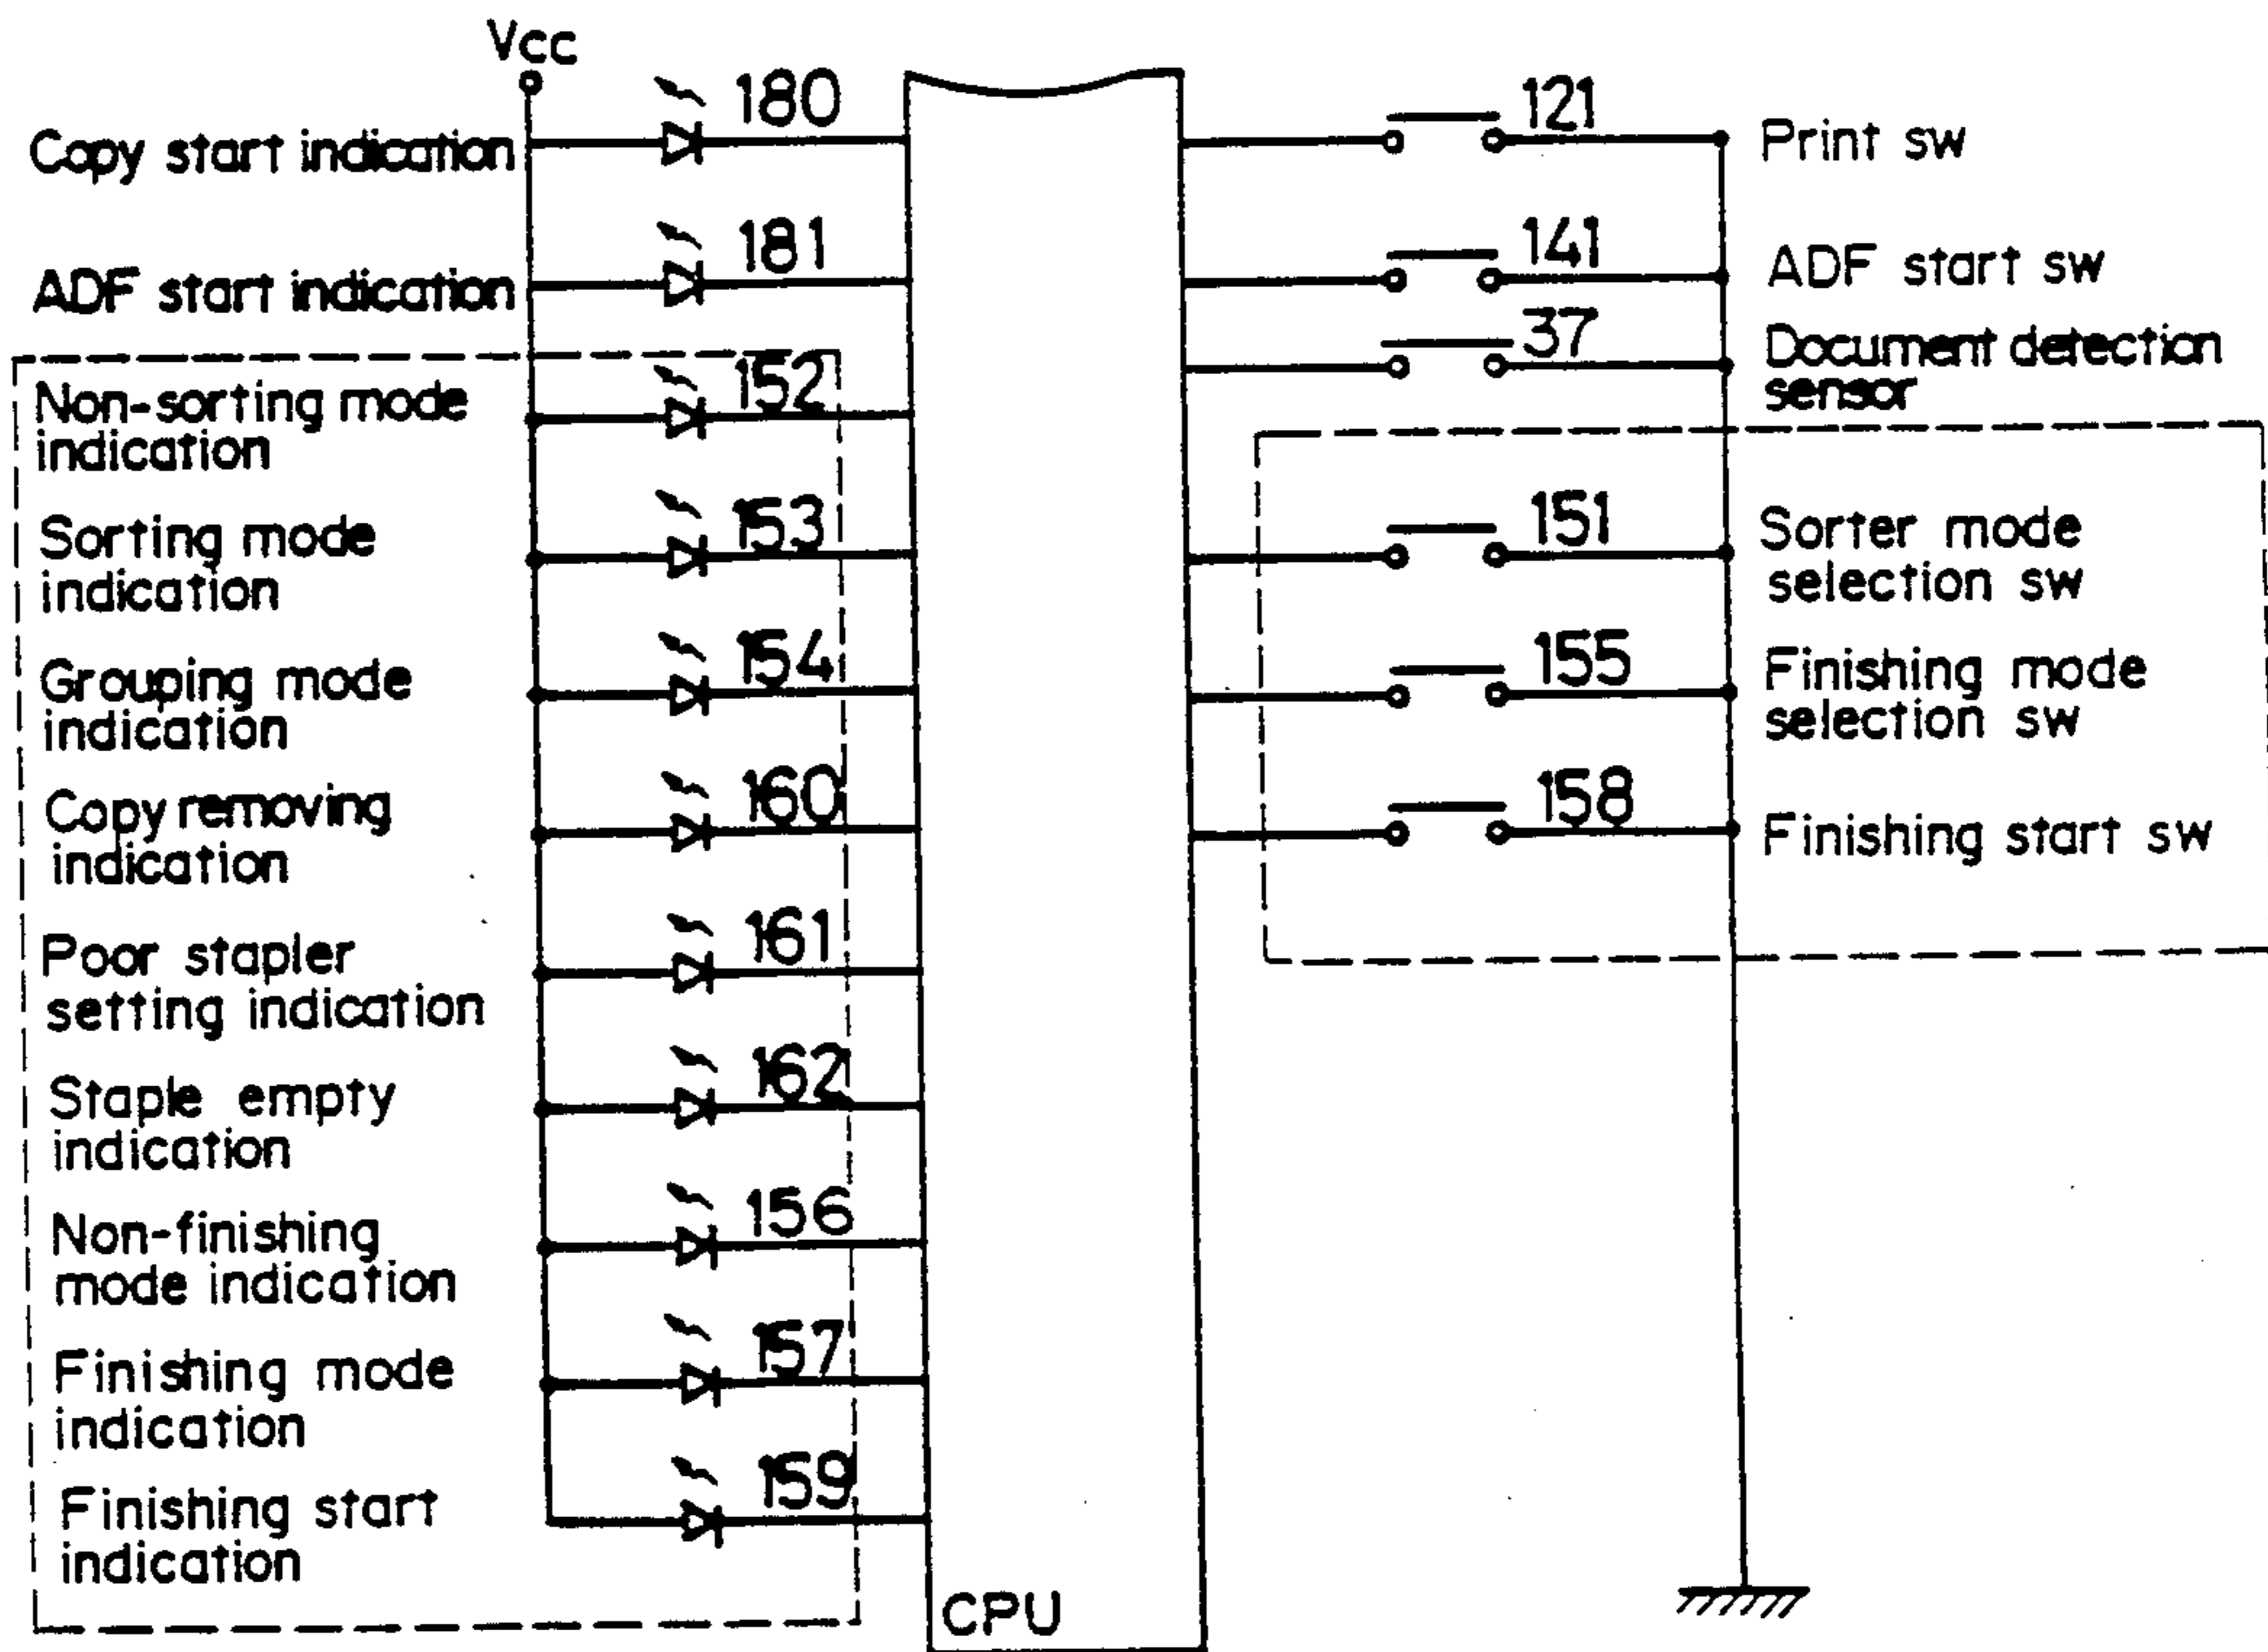 Vcc
Copy start indication
180
ADF start indication
181
Non-sorting mode
indication
152
Sorting mode
indication
153
Grouping mode
indication
154
Copy removing
indication
160
Poor stapler
setting indication
161
Staple empty
indication
162
Non-finishing
mode indication
156
Finishing mode
indication
157
Finishing start
indication
159
CPU
121
Print sw
141
ADF start sw
37
Document detection
sensor
151
Sorter mode
selection sw
155
Finishing mode
selection sw
158
Finishing start sw